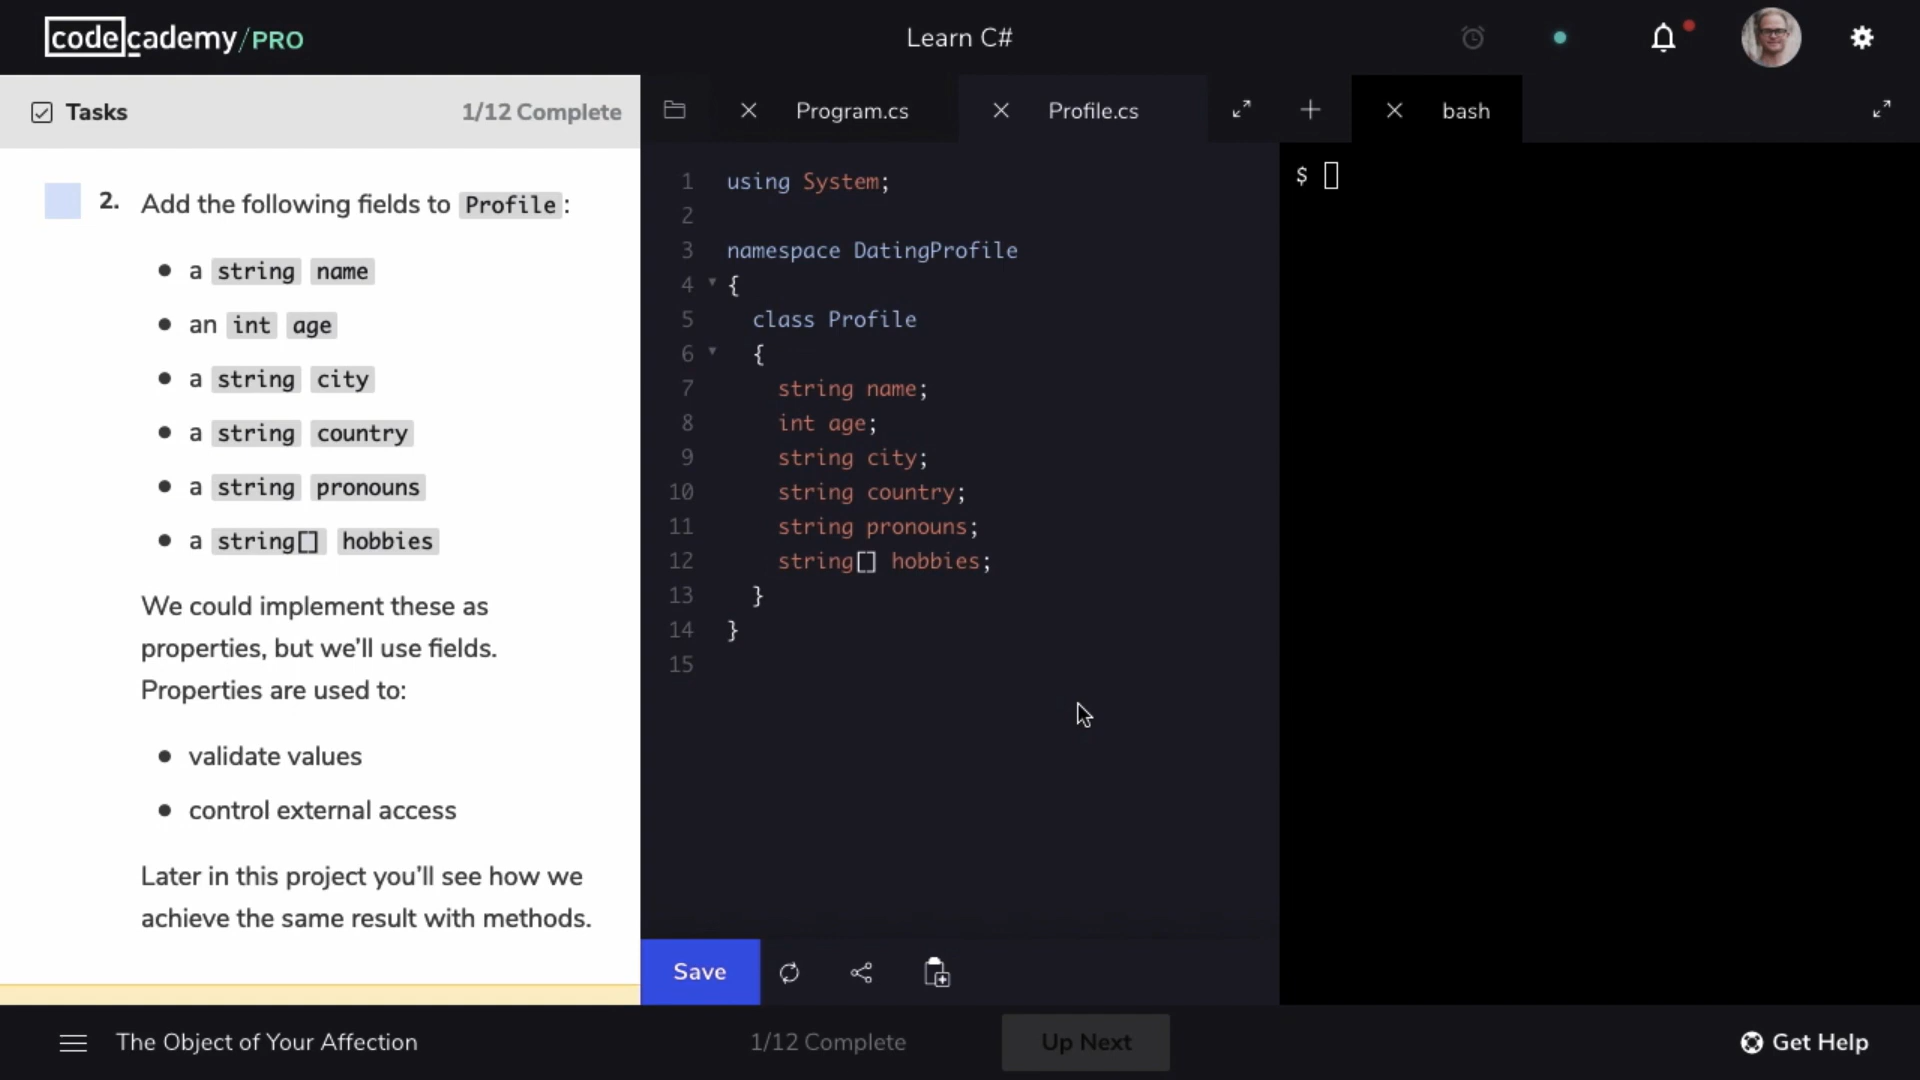 codecademy/PRO
Learn C#
Tasks
1/12 Complete
2. Add the following fields to Profile:
• a string name
• an int age
• a string city
• a string country
• a string pronouns
• a string[] hobbies
We could implement these as
properties, but we'll use fields.
Properties are used to:
• validate values
• control external access
Later in this project you'll see how we
achieve the same result with methods.
Program.cs
Profile.cs
1 using System;
2
3 namespace DatingProfile
4 {
5 class Profile
6 {
7 string name;
8 int age;
9 string city;
10 string country;
11 string pronouns;
12 string[] hobbies;
13 }
14 }
15
Save
bash
$
The Object of Your Affection
1/12 Complete
Up Next
Get Help